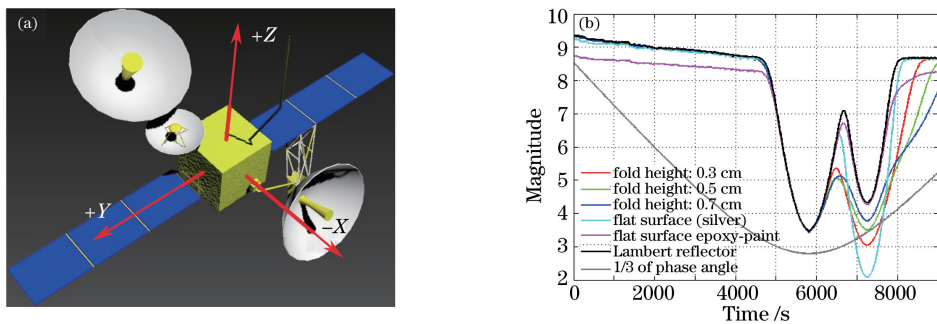 (a)
+Z
+Y
−X
(b)
Magnitude
10
9
8
7
6
5
4
3
2
fold height: 0.3 cm
fold height: 0.5 cm
fold height: 0.7 cm
flat surface (silver)
flat surface epoxy-paint
Lambert reflector
1/3 of phase angle
0
2000
4000
6000
8000
Time /s